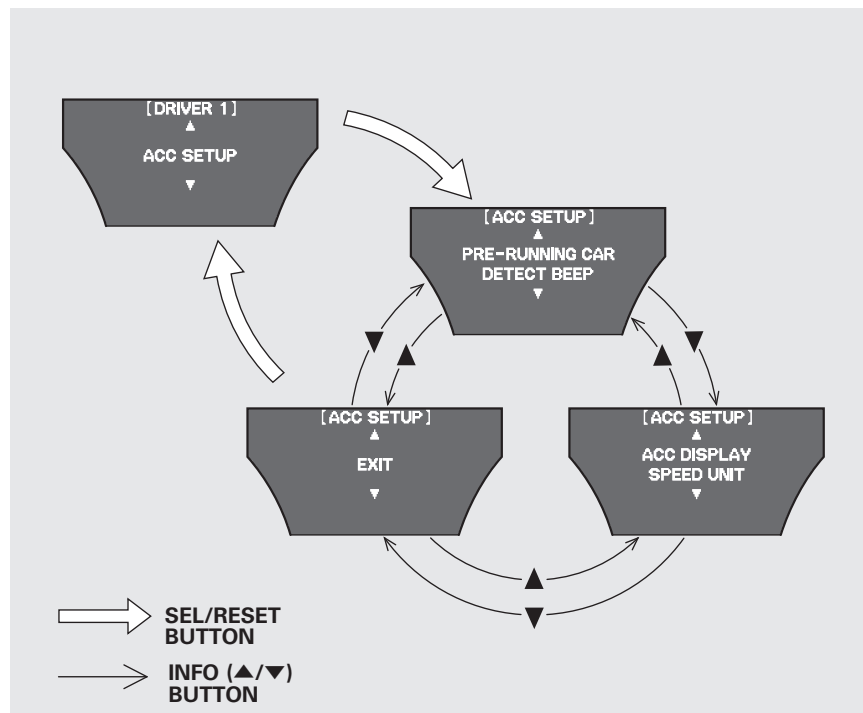 [DRIVER 1]
▲
ACC SETUP
▼
[ACC SETUP]
▲
PRE-RUNNING CAR
DETECT BEEP
▼
▼
▲
▲
▼
[ACC SETUP]
▲
EXIT
▼
[ACC SETUP]
▲
ACC DISPLAY
SPEED UNIT
▼
▲
▼
SEL/RESET
BUTTON
INFO (▲/▼)
BUTTON